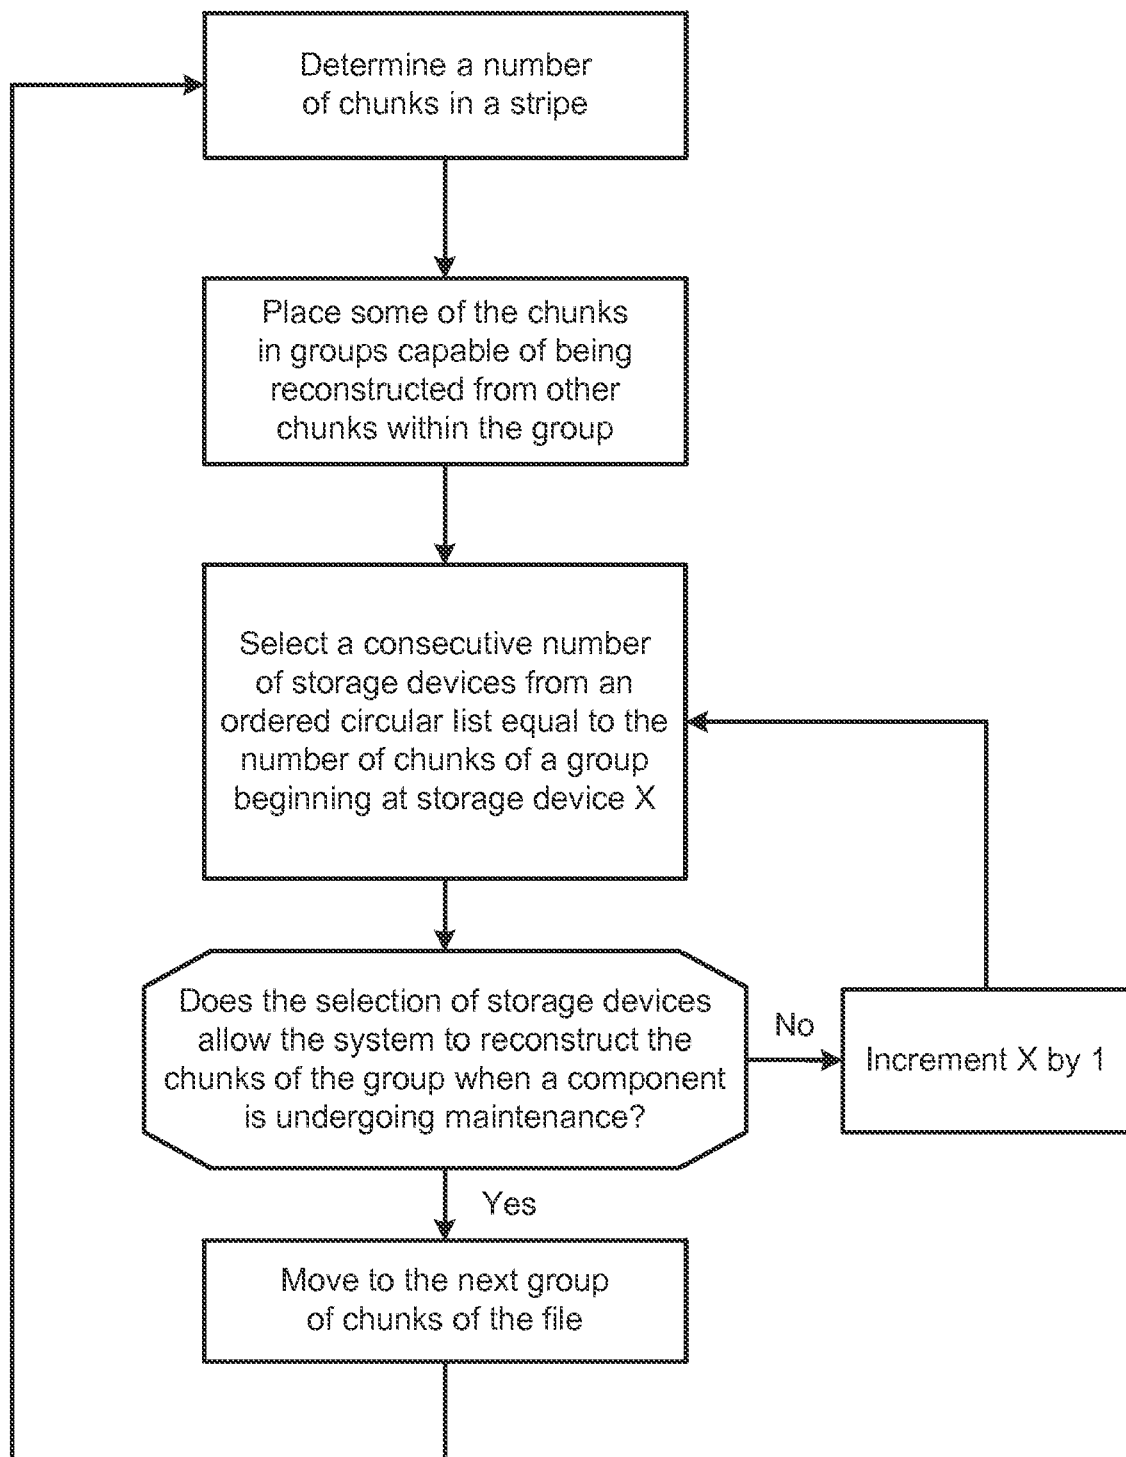 Determine a number
of chunks in a stripe
Place some of the chunks
in groups capable of being
reconstructed from other
chunks within the group
Select a consecutive number
of storage devices from an
ordered circular list equal to the
number of chunks of a group
beginning at storage device X
Does the selection of storage devices
allow the system to reconstruct the
chunks of the group when a component
is undergoing maintenance?
No
Increment X by 1
Yes
Move to the next group
of chunks of the file